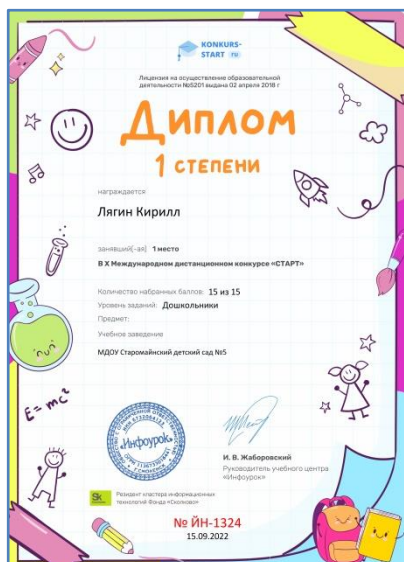 KONKURS-
START ru
Лицензия на осуществление образовательной
деятельности №5201 выдана 02 апреля 2018 г
Диплом
1 степени
награждается
Лягин Кирилл
занявший(-ая) 1 место
В X Международном дистанционном конкурсе «СТАРТ»
Количество набранных баллов: 15 из 15
Уровень заданий: Дошкольники
Предмет:
Учебное заведение
МДОУ Старомайнский детский сад №5
E=mc²
«Инфоурок»
И. В. Жаборовский
Руководитель учебного центра
«Инфоурок»
Sk
Резидент кластера информационных
технологий Фонда «Сколково»
№ ЙН-1324
15.09.2022